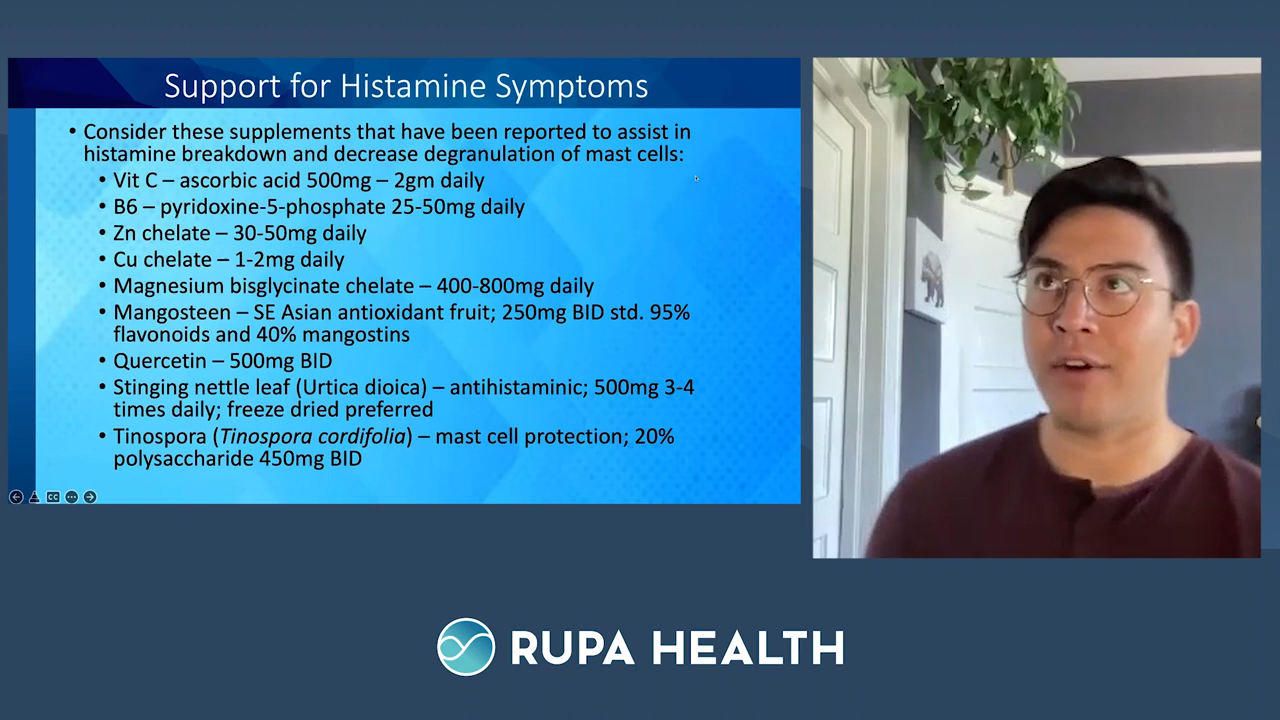 Support for Histamine Symptoms
• Consider these supplements that have been reported to assist in
histamine breakdown and decrease degranulation of mast cells:
• Vit C – ascorbic acid 500mg – 2gm daily
• B6 – pyridoxine-5-phosphate 25-50mg daily
• Zn chelate – 30-50mg daily
• Cu chelate – 1-2mg daily
• Magnesium bisglycinate chelate – 400-800mg daily
• Mangosteen – SE Asian antioxidant fruit; 250mg BID std. 95%
flavonoids and 40% mangostins
• Quercetin – 500mg BID
• Stinging nettle leaf (Urtica dioica) – antihistaminic; 500mg 3-4
times daily; freeze dried preferred
• Tinospora (Tinospora cordifolia) – mast cell protection; 20%
polysaccharide 450mg BID
CC
RUPA HEALTH